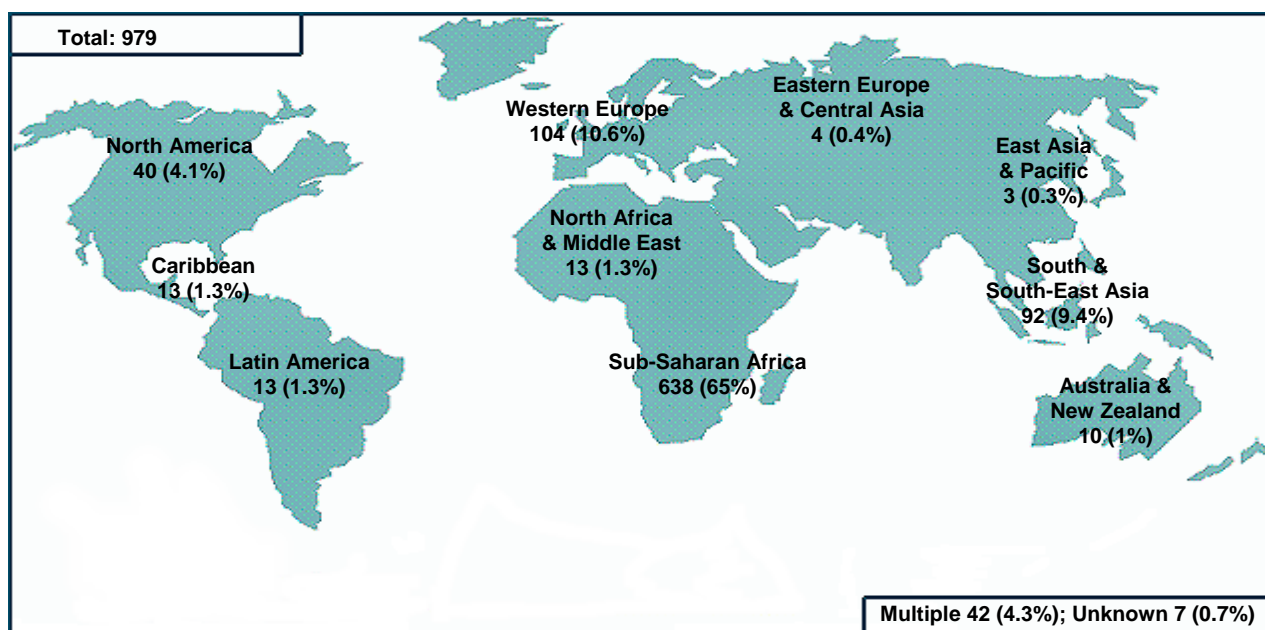 Total: 979
Western Europe
104 (10.6%)
Eastern Europe
& Central Asia
4 (0.4%)
North America
40 (4.1%)
East Asia
& Pacific
3 (0.3%)
North Africa
& Middle East
13 (1.3%)
Caribbean
13 (1.3%)
South &
South-East Asia
92 (9.4%)
Latin America
13 (1.3%)
Sub-Saharan Africa
638 (65%)
Australia &
New Zealand
10 (1%)
Multiple 42 (4.3%); Unknown 7 (0.7%)